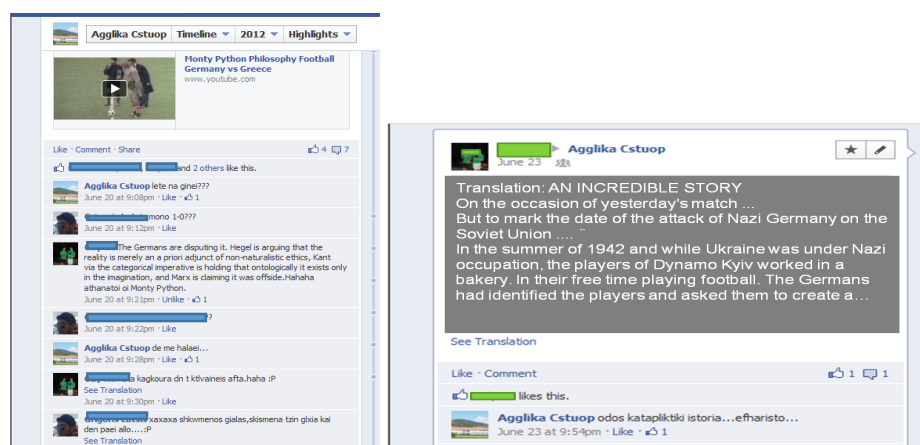 Agglika Cstuop Timeline 2012 Highlights
Monty Python Philosophy Football
Germany vs Greece
www.youtube.com
Like · Comment · Share 4 7
and 2 others like this.
Agglika Cstuop lete na ginei???
June 20 at 9:08pm · Like · 1
mono 1-0???
June 20 at 9:12pm · Like
The Germans are disputing it. Hegel is arguing that the
reality is merely an a priori adjunct of non-naturalistic ethics, Kant
via the categorical imperative is holding that ontologically it exists only
in the imagination, and Marx is claiming it was offside.Hahaha
athanatoi oi Monty Python.
June 20 at 9:21pm · Unlike · 1
?
June 20 at 9:22pm · Like
Agglika Cstuop de me halaei...
June 20 at 9:28pm · Like · 1
a kagkoura dn t ktlvaineis afta.haha :P
See Translation
June 20 at 9:30pm · Like
xaxaxa shkwmenos gialas,skismena tzin glxia kai
den paei allo....:P
See Translation
Agglika Cstuop
June 23
Translation: AN INCREDIBLE STORY
On the occasion of yesterday's match ...
But to mark the date of the attack of Nazi Germany on the
Soviet Union .... ¨
In the summer of 1942 and while Ukraine was under Nazi
occupation, the players of Dynamo Kyiv worked in a
bakery. In their free time playing football. The Germans
had identified the players and asked them to create a...
See Translation
Like · Comment 1 1
likes this.
Agglika Cstuop odos katapliktiki istoria...efharisto...
June 23 at 9:54pm · Like · 1